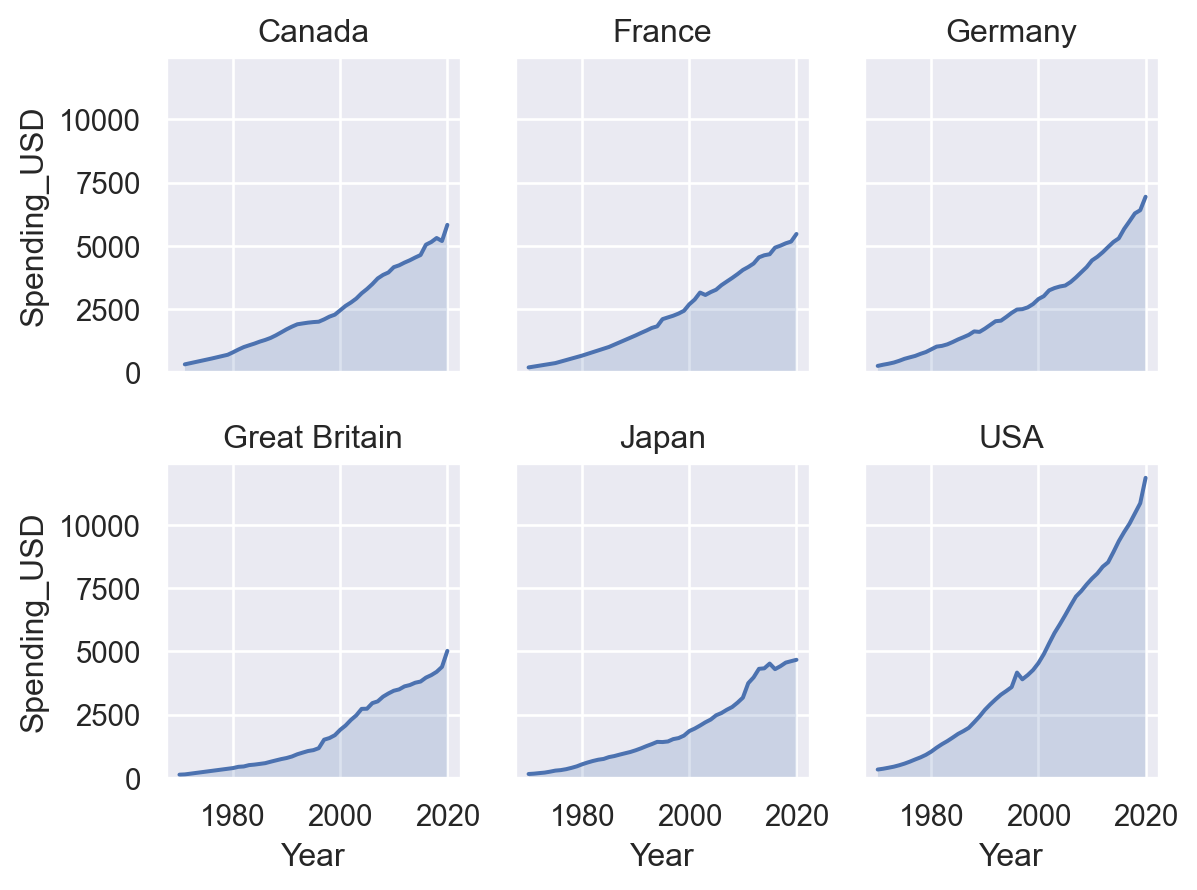 Canada France Germany
Spending_USD
10000
7500
5000
2500
0
Great Britain Japan USA
Spending_USD
10000
7500
5000
2500
0
1980 2000 2020 1980 2000 2020 1980 2000 2020
Year Year Year